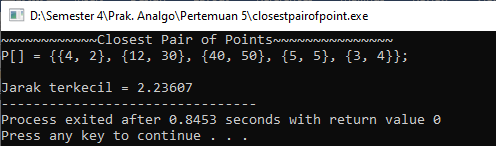 D:\Semester 4\Prak. Analgo\Pertemuan 5\closestpairofpoint.exe
~~~~~~~~~~~~Closest Pair of Points~~~~~~~~~~~~~~~
P[] = {{4, 2}, {12, 30}, {40, 50}, {5, 5}, {3, 4}};
Jarak terkecil = 2.23607
--------------------------------
Process exited after 0.8453 seconds with return value 0
Press any key to continue . . .